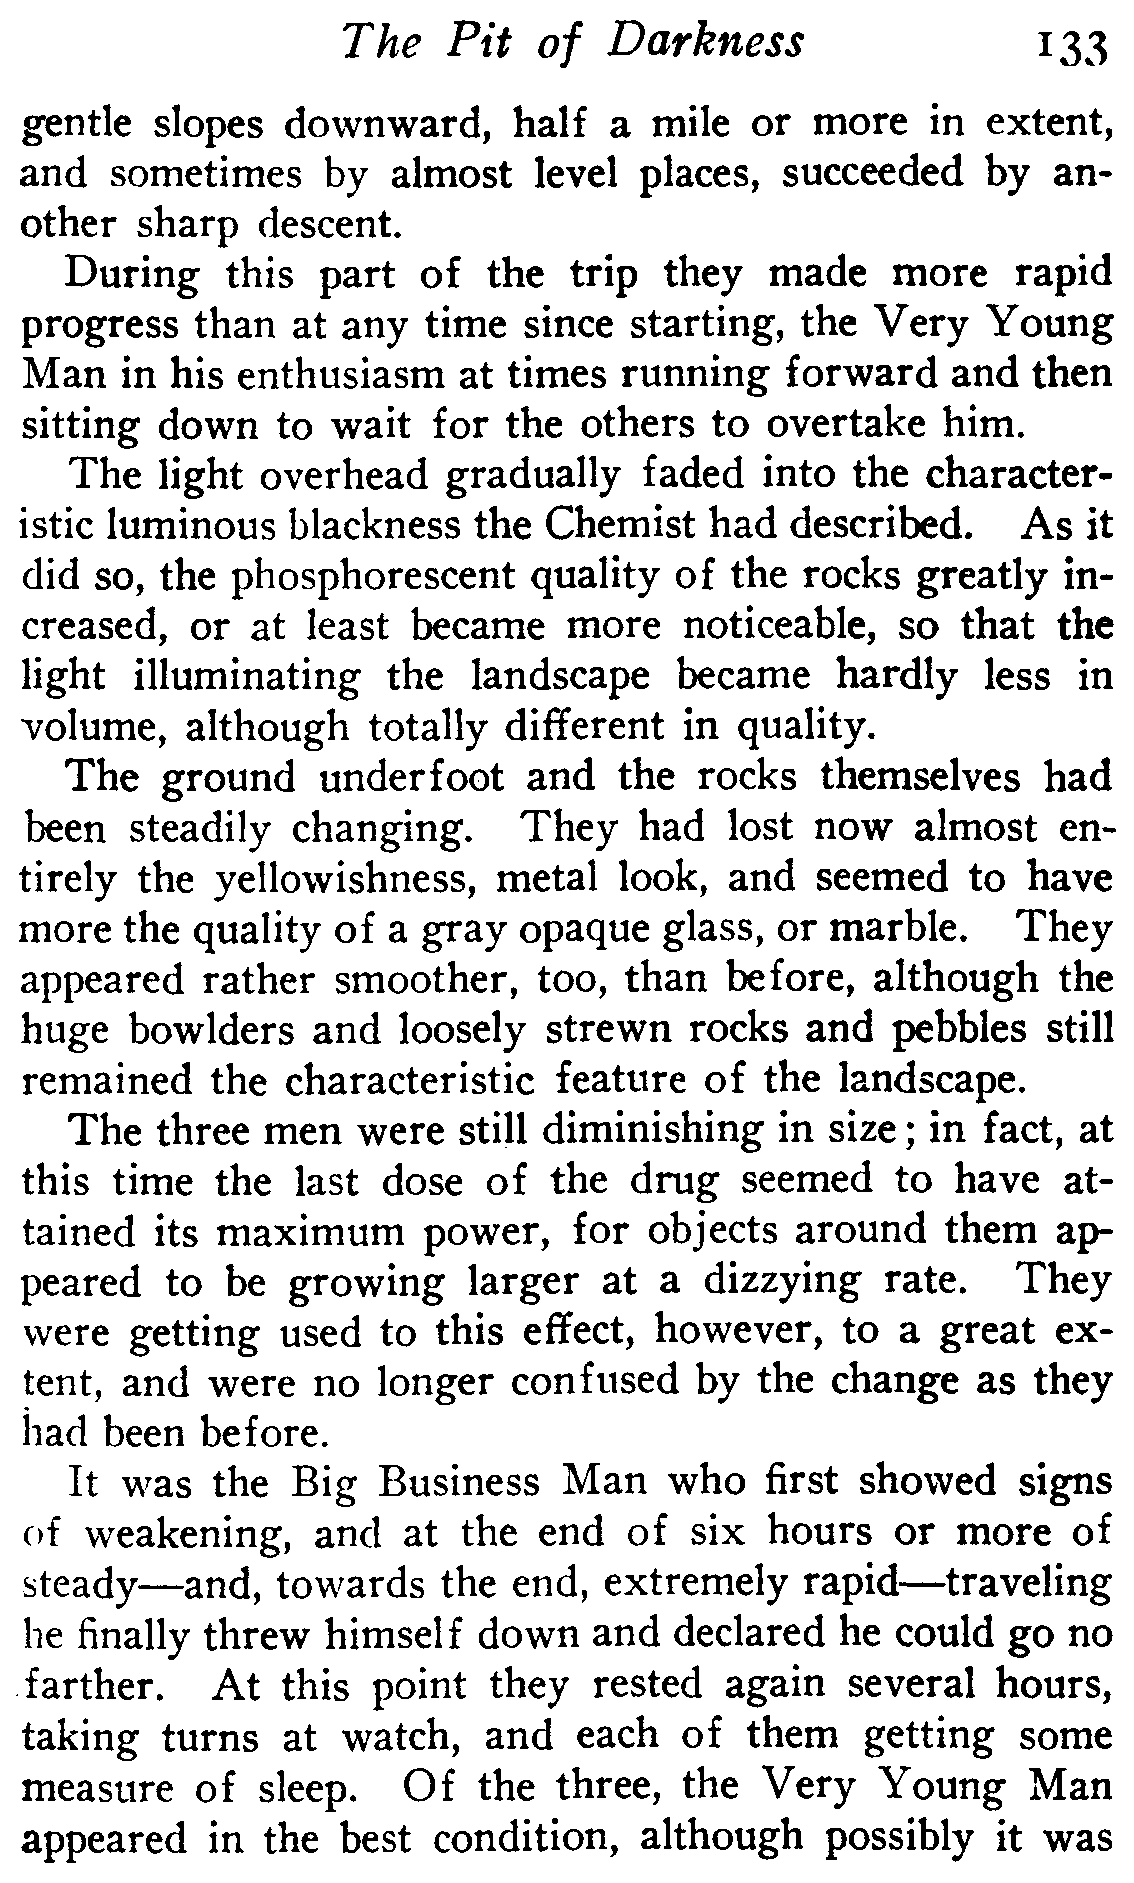 The Pit of Darkness 133
gentle slopes downward, half a mile or more in extent,
and sometimes by almost level places, succeeded by an-
other sharp descent.
During this part of the trip they made more rapid
progress than at any time since starting, the Very Young
Man in his enthusiasm at times running forward and then
sitting down to wait for the others to overtake him.
The light overhead gradually faded into the character-
istic luminous blackness the Chemist had described. As it
did so, the phosphorescent quality of the rocks greatly in-
creased, or at least became more noticeable, so that the
light illuminating the landscape became hardly less in
volume, although totally different in quality.
The ground underfoot and the rocks themselves had
been steadily changing. They had lost now almost en-
tirely the yellowishness, metal look, and seemed to have
more the quality of a gray opaque glass, or marble. They
appeared rather smoother, too, than before, although the
huge bowlders and loosely strewn rocks and pebbles still
remained the characteristic feature of the landscape.
The three men were still diminishing in size; in fact, at
this time the last dose of the drug seemed to have at-
tained its maximum power, for objects around them ap-
peared to be growing larger at a dizzying rate. They
were getting used to this effect, however, to a great ex-
tent, and were no longer confused by the change as they
had been before.
It was the Big Business Man who first showed signs
of weakening, and at the end of six hours or more of
steady—and, towards the end, extremely rapid—traveling
he finally threw himself down and declared he could go no
farther. At this point they rested again several hours,
taking turns at watch, and each of them getting some
measure of sleep. Of the three, the Very Young Man
appeared in the best condition, although possibly it was